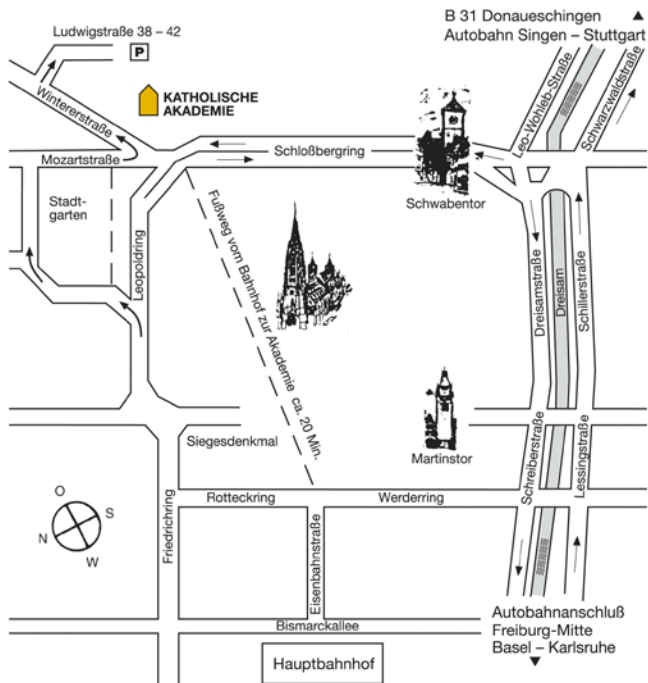 B 31 Donaueschingen ▲
Autobahn Singen – Stuttgart
Ludwigstraße 38 – 42
P
KATHOLISCHE
AKADEMIE
Wintererstraße
Leo-Wohleb-Straße
Schwarzwaldstraße
Mozartstraße
Schloßbergring
Schwabentor
Stadt-
garten
Leopoldring
Fußweg vom Bahnhof zur Akademie ca. 20 Min.
Dreisamstraße
Dreisam
Schillerstraße
Siegesdenkmal
Martinstor
Schreiberstraße
Lessingstraße
Rotteckring
Werderring
O
S
N
W
Friedrichring
Eisenbahnstraße
Bismarckallee
Hauptbahnhof
Autobahnanschluß
Freiburg-Mitte
Basel – Karlsruhe
▼